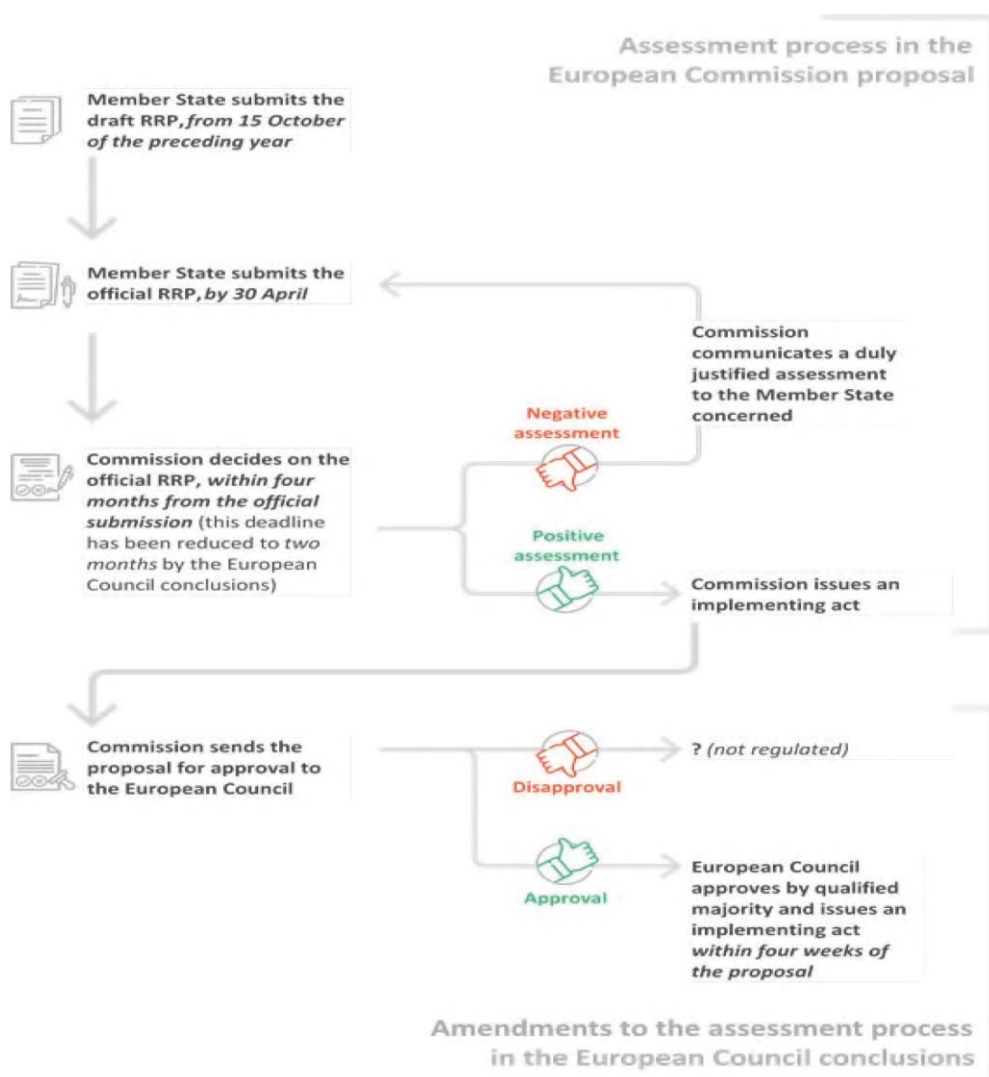 Assessment process in the
European Commission proposal
Member State submits the
draft RRP, from 15 October
of the preceding year
Member State submits the
official RRP, by 30 April
Commission
communicates a duly
justified assessment
to the Member State
concerned
Negative
assessment
Commission decides on the
official RRP, within four
months from the official
submission (this deadline
has been reduced to two
months by the European
Council conclusions)
Positive
assessment
Commission issues an
implementing act
Commission sends the
proposal for approval to
the European Council
Disapproval
? (not regulated)
Approval
European Council
approves by qualified
majority and issues an
implementing act
within four weeks of
the proposal
Amendments to the assessment process
in the European Council conclusions